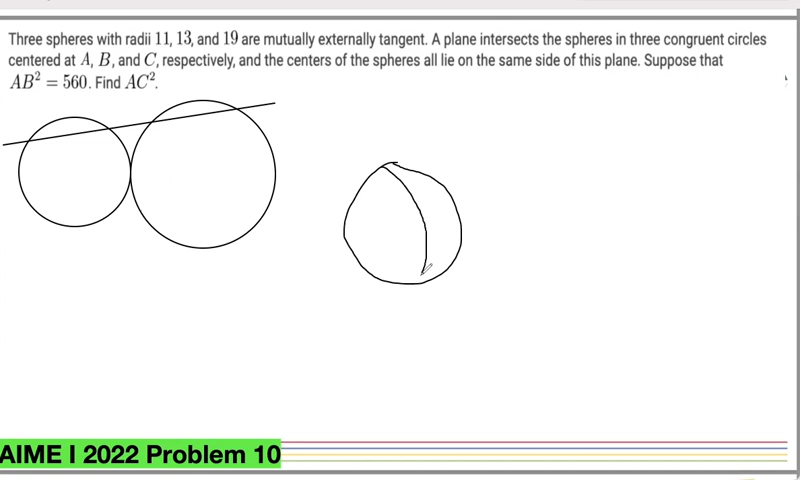 Three spheres with radii 11, 13, and 19 are mutually externally tangent. A plane intersects the spheres in three congruent circles
centered at A, B, and C, respectively, and the centers of the spheres all lie on the same side of this plane. Suppose that
AB² = 560. Find AC².
AIME I 2022 Problem 10